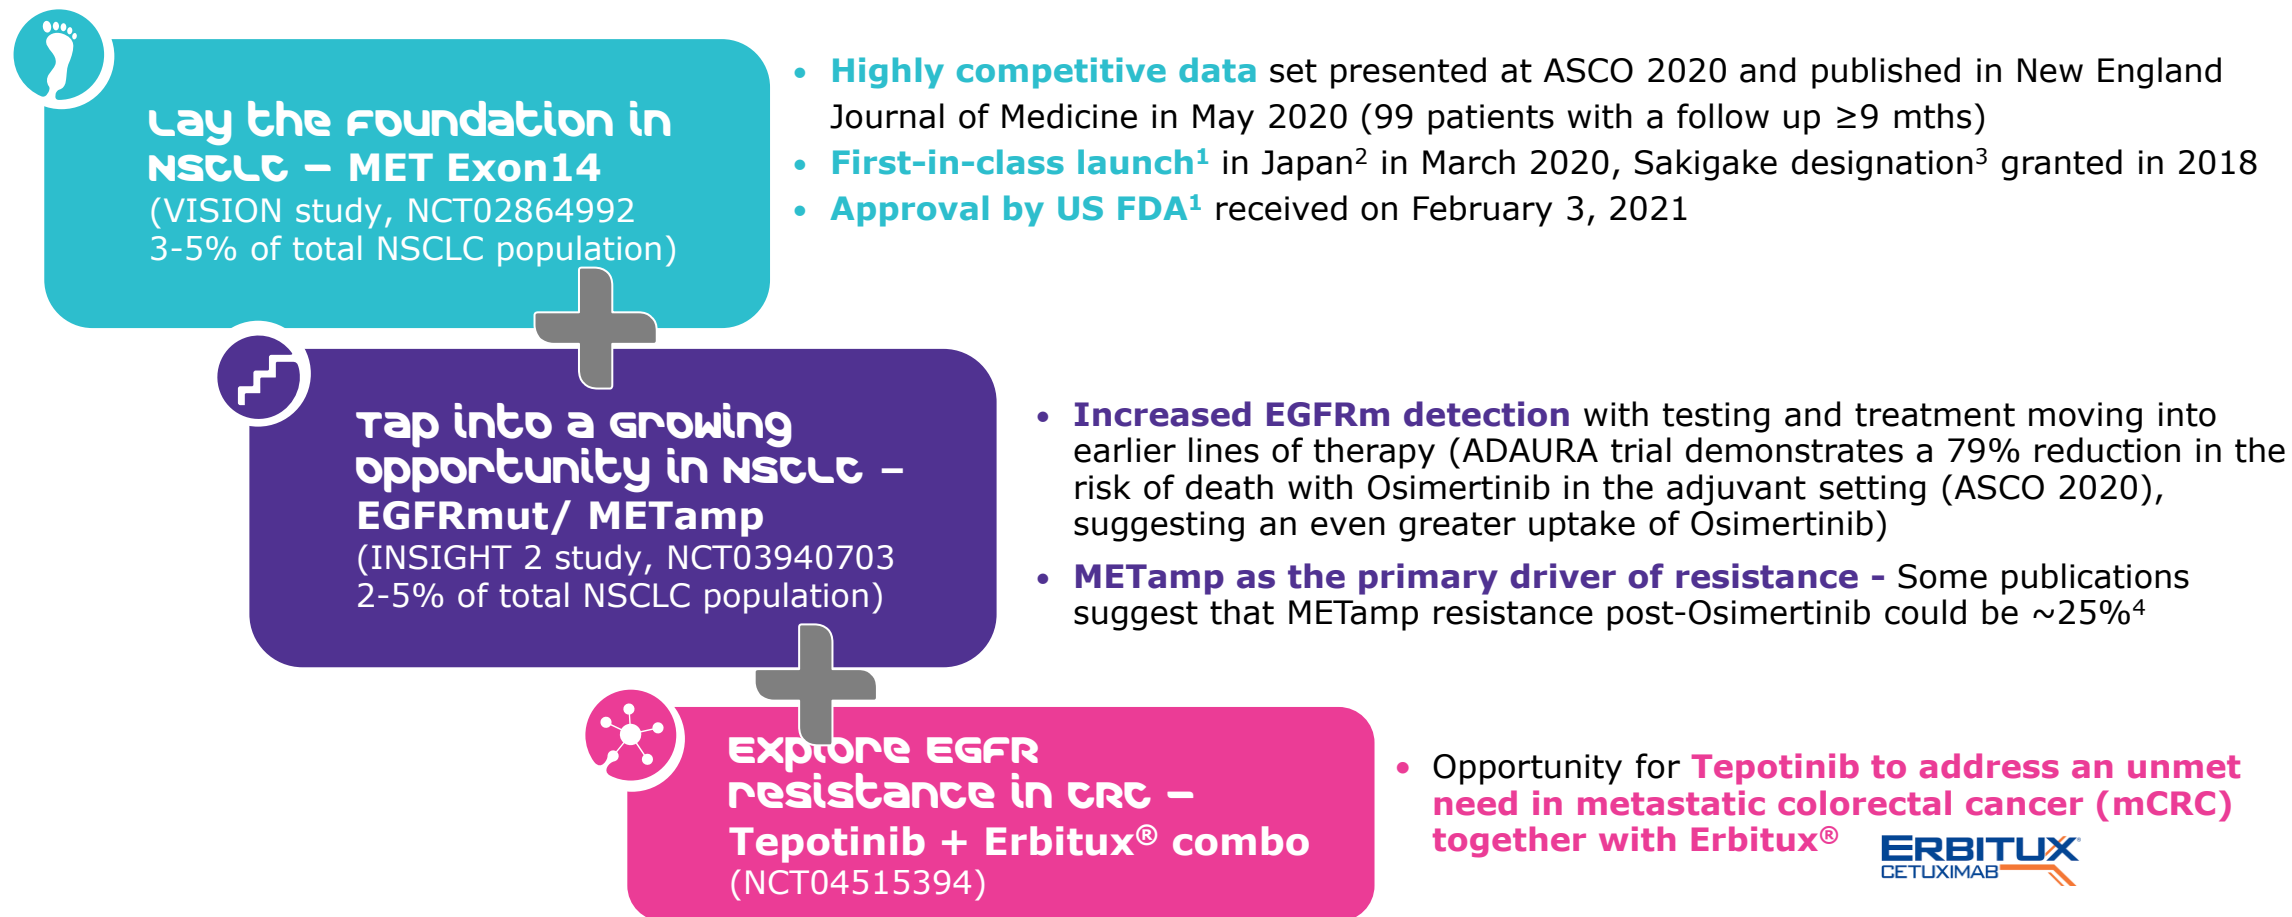 Lay the Foundation in
NSCLC – MET Exon14
(VISION study, NCT02864992
3-5% of total NSCLC population)
• Highly competitive data set presented at ASCO 2020 and published in New England
Journal of Medicine in May 2020 (99 patients with a follow up ≥9 mths)
• First-in-class launch¹ in Japan² in March 2020, Sakigake designation³ granted in 2018
• Approval by US FDA¹ received on February 3, 2021
Tap into a Growing
opportunity in NSCLC –
EGFRmut/ METamp
(INSIGHT 2 study, NCT03940703
2-5% of total NSCLC population)
• Increased EGFRm detection with testing and treatment moving into
earlier lines of therapy (ADAURA trial demonstrates a 79% reduction in the
risk of death with Osimertinib in the adjuvant setting (ASCO 2020),
suggesting an even greater uptake of Osimertinib)
• METamp as the primary driver of resistance - Some publications
suggest that METamp resistance post-Osimertinib could be ~25%⁴
Explore EGFR
resistance in CRC –
Tepotinib + Erbitux® combo
(NCT04515394)
• Opportunity for Tepotinib to address an unmet
need in metastatic colorectal cancer (mCRC)
together with Erbitux®
ERBITUX®
CETUXIMAB